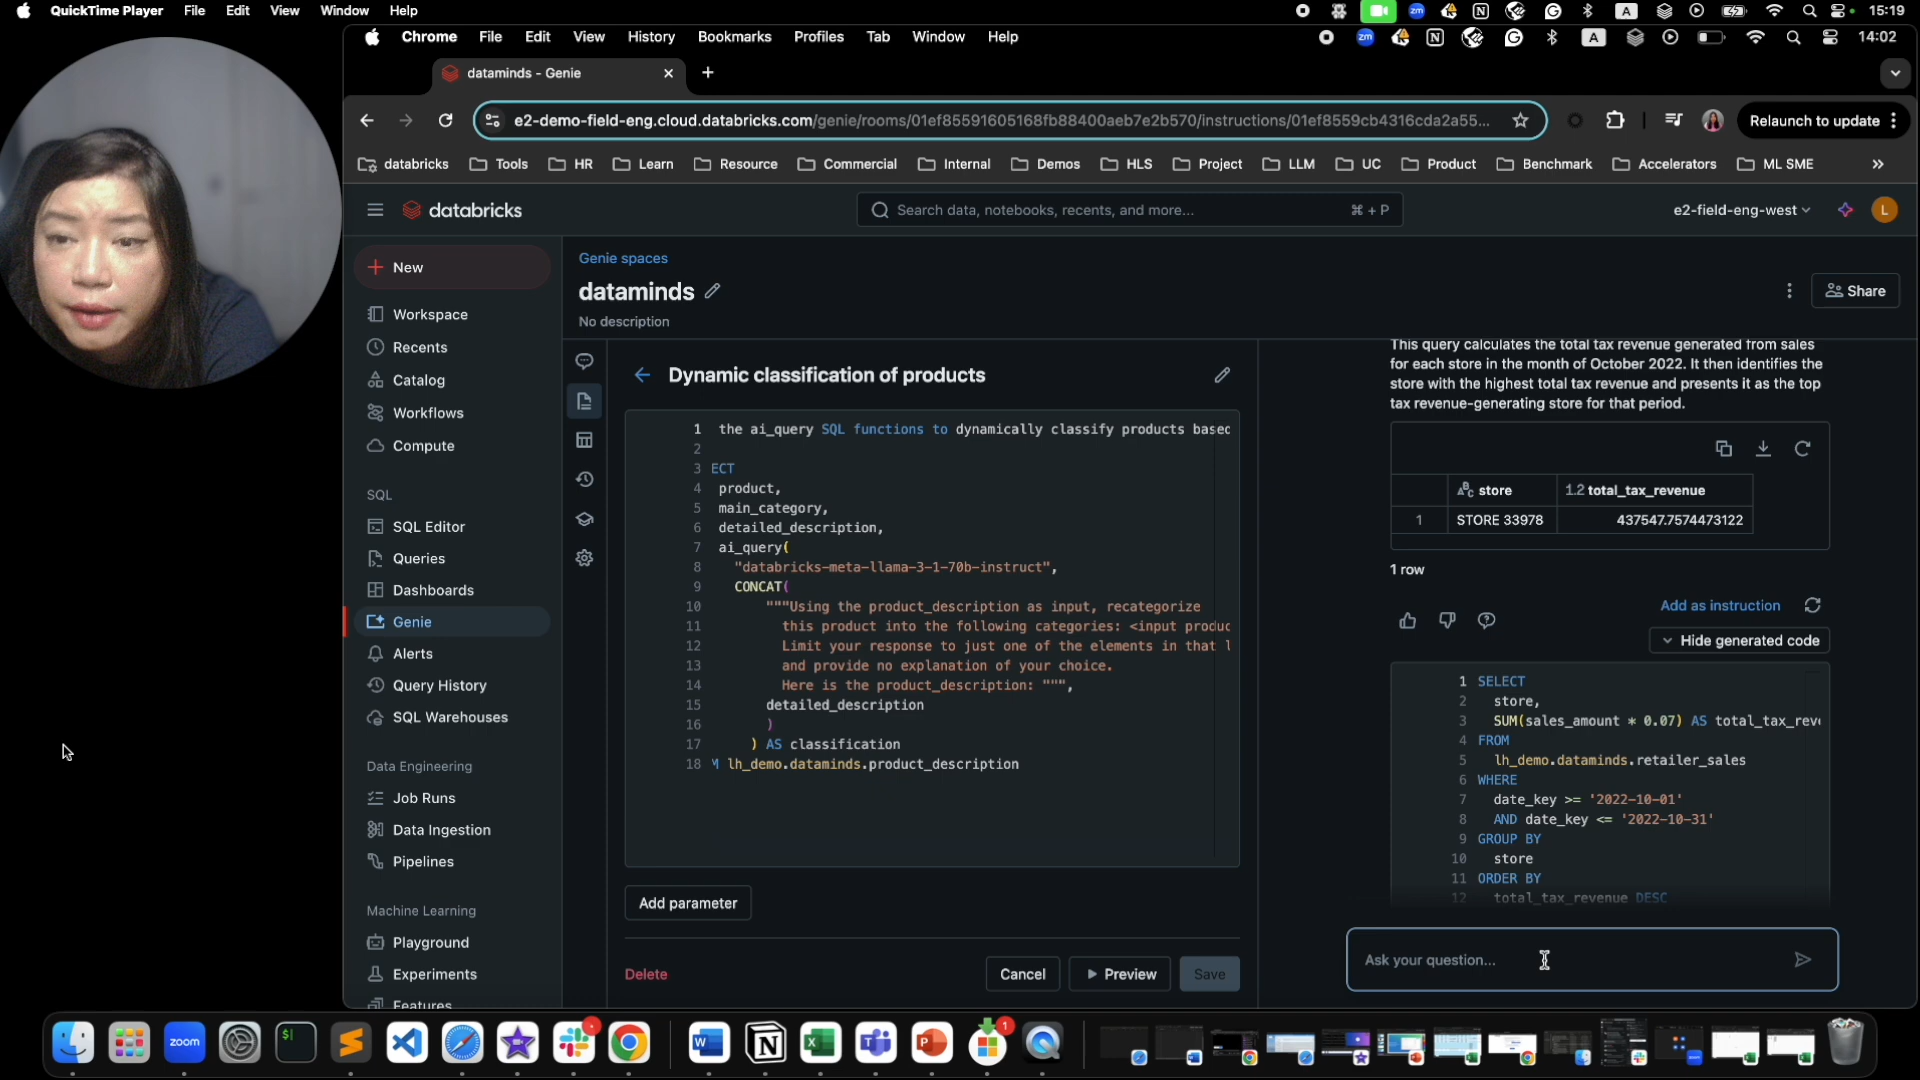 QuickTime Player File Edit View Window Help
zm A 15:19
Chrome File Edit View History Bookmarks Profiles Tab Window Help
zm A 14:02
dataminds - Genie
e2-demo-field-eng.cloud.databricks.com/genie/rooms/01ef85591605168fb88400aeb7e2b570/instructions/01ef8559cb4316cda2a55...
Relaunch to update
databricks Tools HR Learn Resource Commercial Internal Demos HLS Project LLM UC Product Benchmark Accelerators ML SME »
databricks
Search data, notebooks, recents, and more... ⌘ + P
e2-field-eng-west
L
New
Workspace
Recents
Catalog
Workflows
Compute
SQL
SQL Editor
Queries
Dashboards
Genie
Alerts
Query History
SQL Warehouses
Data Engineering
Job Runs
Data Ingestion
Pipelines
Machine Learning
Playground
Experiments
Features
Genie spaces
dataminds
No description
Share
Dynamic classification of products
1 the ai_query SQL functions to dynamically classify products based
2
3 ECT
4 product,
5 main_category,
6 detailed_description,
7 ai_query(
8 "databricks-meta-llama-3-1-70b-instruct",
9 CONCAT(
10 """Using the product_description as input, recategorize
11 this product into the following categories: <input produc
12 Limit your response to just one of the elements in that l
13 and provide no explanation of your choice.
14 Here is the product_description: """,
15 detailed_description
16 )
17 ) AS classification
18 M lh_demo.dataminds.product_description
Add parameter
Delete
Cancel
Preview
Save
This query calculates the total tax revenue generated from sales
for each store in the month of October 2022. It then identifies the
store with the highest total tax revenue and presents it as the top
tax revenue-generating store for that period.
store 1.2 total_tax_revenue
1 STORE 33978 437547.7574473122
1 row
Add as instruction
Hide generated code
1 SELECT
2 store,
3 SUM(sales_amount * 0.07) AS total_tax_reve
4 FROM
5 lh_demo.dataminds.retailer_sales
6 WHERE
7 date_key >= '2022-10-01'
8 AND date_key <= '2022-10-31'
9 GROUP BY
10 store
11 ORDER BY
12 total_tax_revenue DESC
Ask your question...
zoom
1